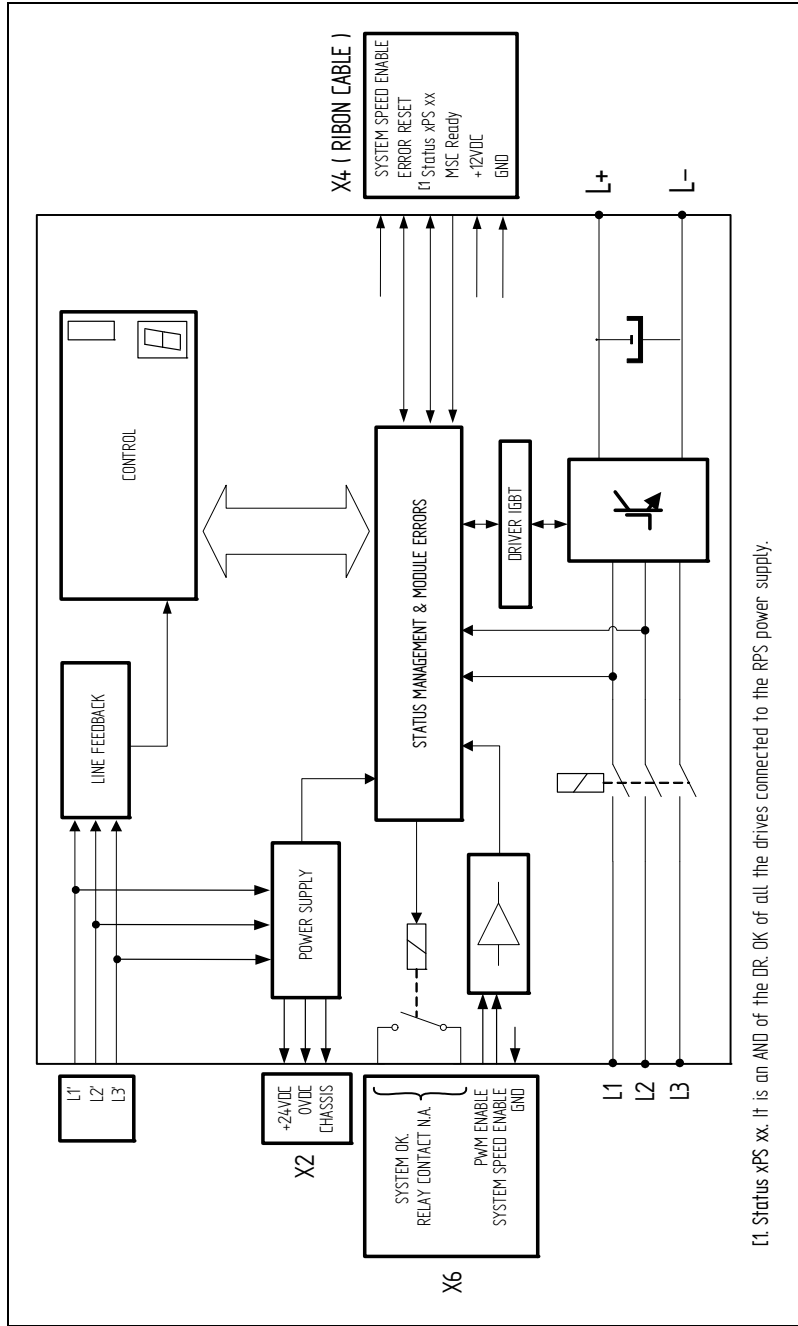 X4 ( RIBON CABLE )
SYSTEM SPEED ENABLE
ERROR RESET
[1 Status xPS xx
MSC Ready
+12VDC
GND
L+
L-
CONTROL
LINE FEEDBACK
STATUS MANAGEMENT & MODULE ERRORS
DRIVER IGBT
POWER SUPPLY
L1'
L2'
L3'
+24VDC
0VDC
CHASSIS
X2
SYSTEM OK.
RELAY CONTACT N.A.
PWM ENABLE
SYSTEM SPEED ENABLE
GND
X6
L1
L2
L3
[1. Status xPS xx. It is an AND of the DR. OK of all the drives connected to the RPS power supply.